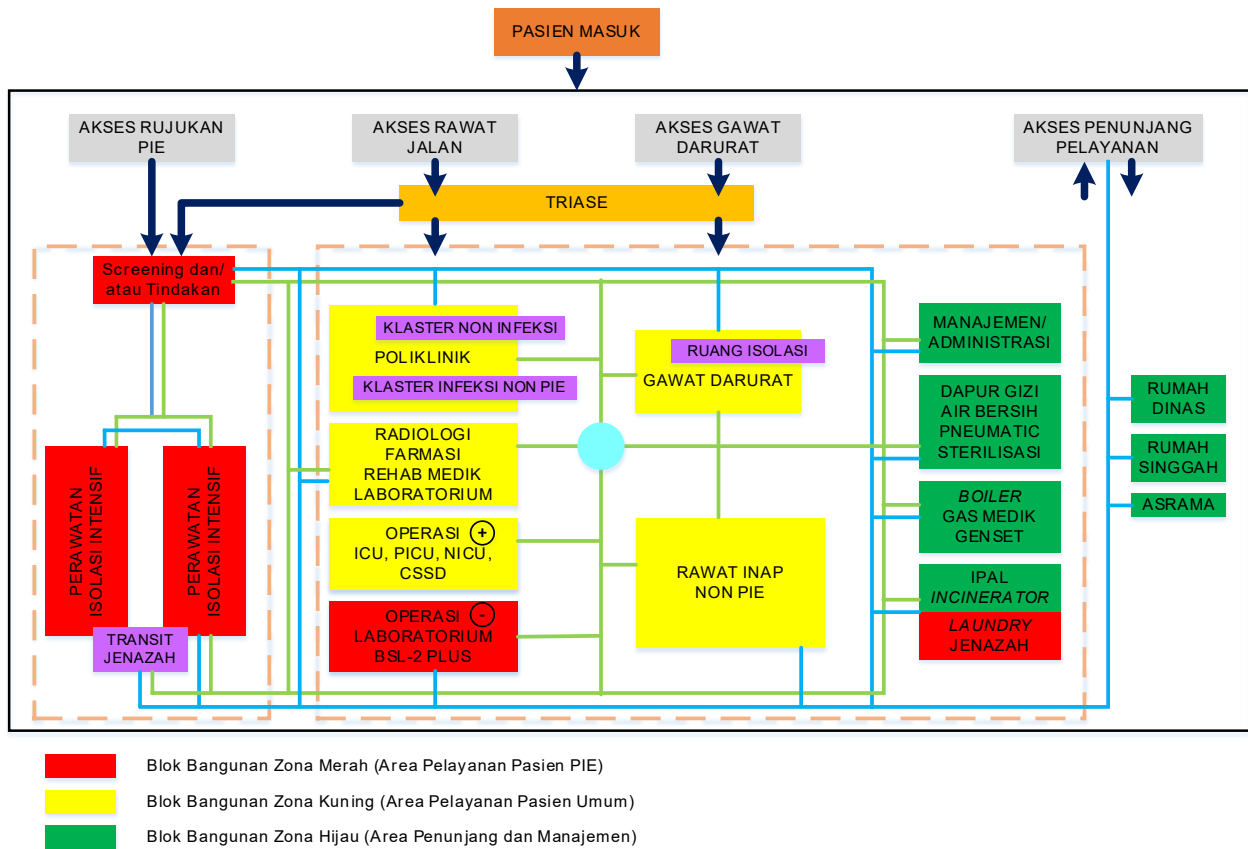 PASIEN MASUK
AKSES RUJUKAN
PIE
AKSES RAWAT
JALAN
AKSES GAWAT
DARURAT
AKSES PENUNJANG
PELAYANAN
TRIASE
Screening dan/
atau Tindakan
KLASTER NON INFEKSI
POLIKLINIK
KLASTER INFEKSI NON PIE
RUANG ISOLASI
GAWAT DARURAT
MANAJEMEN/
ADMINISTRASI
DAPUR GIZI
AIR BERSIH
PNEUMATIC
STERILISASI
RUMAH
DINAS
RUMAH
SINGGAH
ASRAMA
RADIOLOGI
FARMASI
REHAB MEDIK
LABORATORIUM
PERAWATAN
ISOLASI INTENSIF
PERAWATAN
ISOLASI INTENSIF
OPERASI +
ICU, PICU, NICU,
CSSD
RAWAT INAP
NON PIE
BOILER
GAS MEDIK
GENSET
IPAL
INCINERATOR
LAUNDRY
JENAZAH
OPERASI -
LABORATORIUM
BSL-2 PLUS
TRANSIT
JENAZAH
Blok Bangunan Zona Merah (Area Pelayanan Pasien PIE)
Blok Bangunan Zona Kuning (Area Pelayanan Pasien Umum)
Blok Bangunan Zona Hijau (Area Penunjang dan Manajemen)